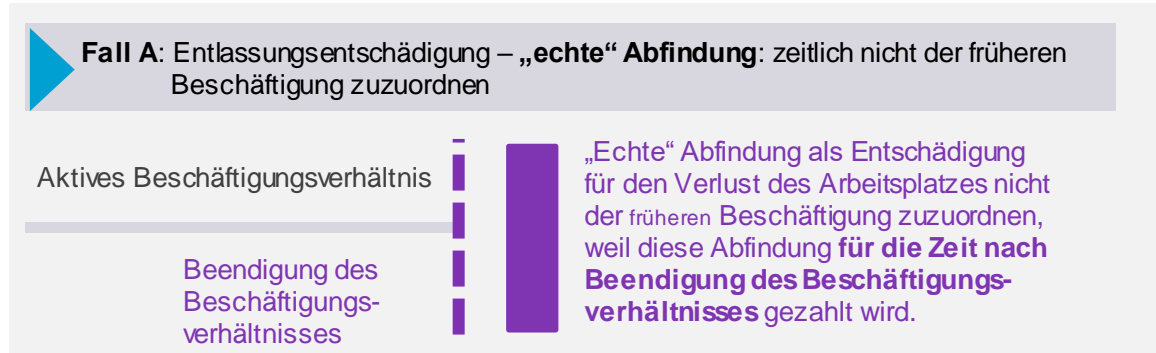 Fall A: Entlassungsentschädigung – „echte“ Abfindung: zeitlich nicht der früheren
Beschäftigung zuzuordnen
Aktives Beschäftigungsverhältnis
Beendigung des
Beschäftigungs-
verhältnisses
„Echte“ Abfindung als Entschädigung
für den Verlust des Arbeitsplatzes nicht
der früheren Beschäftigung zuzuordnen,
weil diese Abfindung für die Zeit nach
Beendigung des Beschäftigungs-
verhältnisses gezahlt wird.